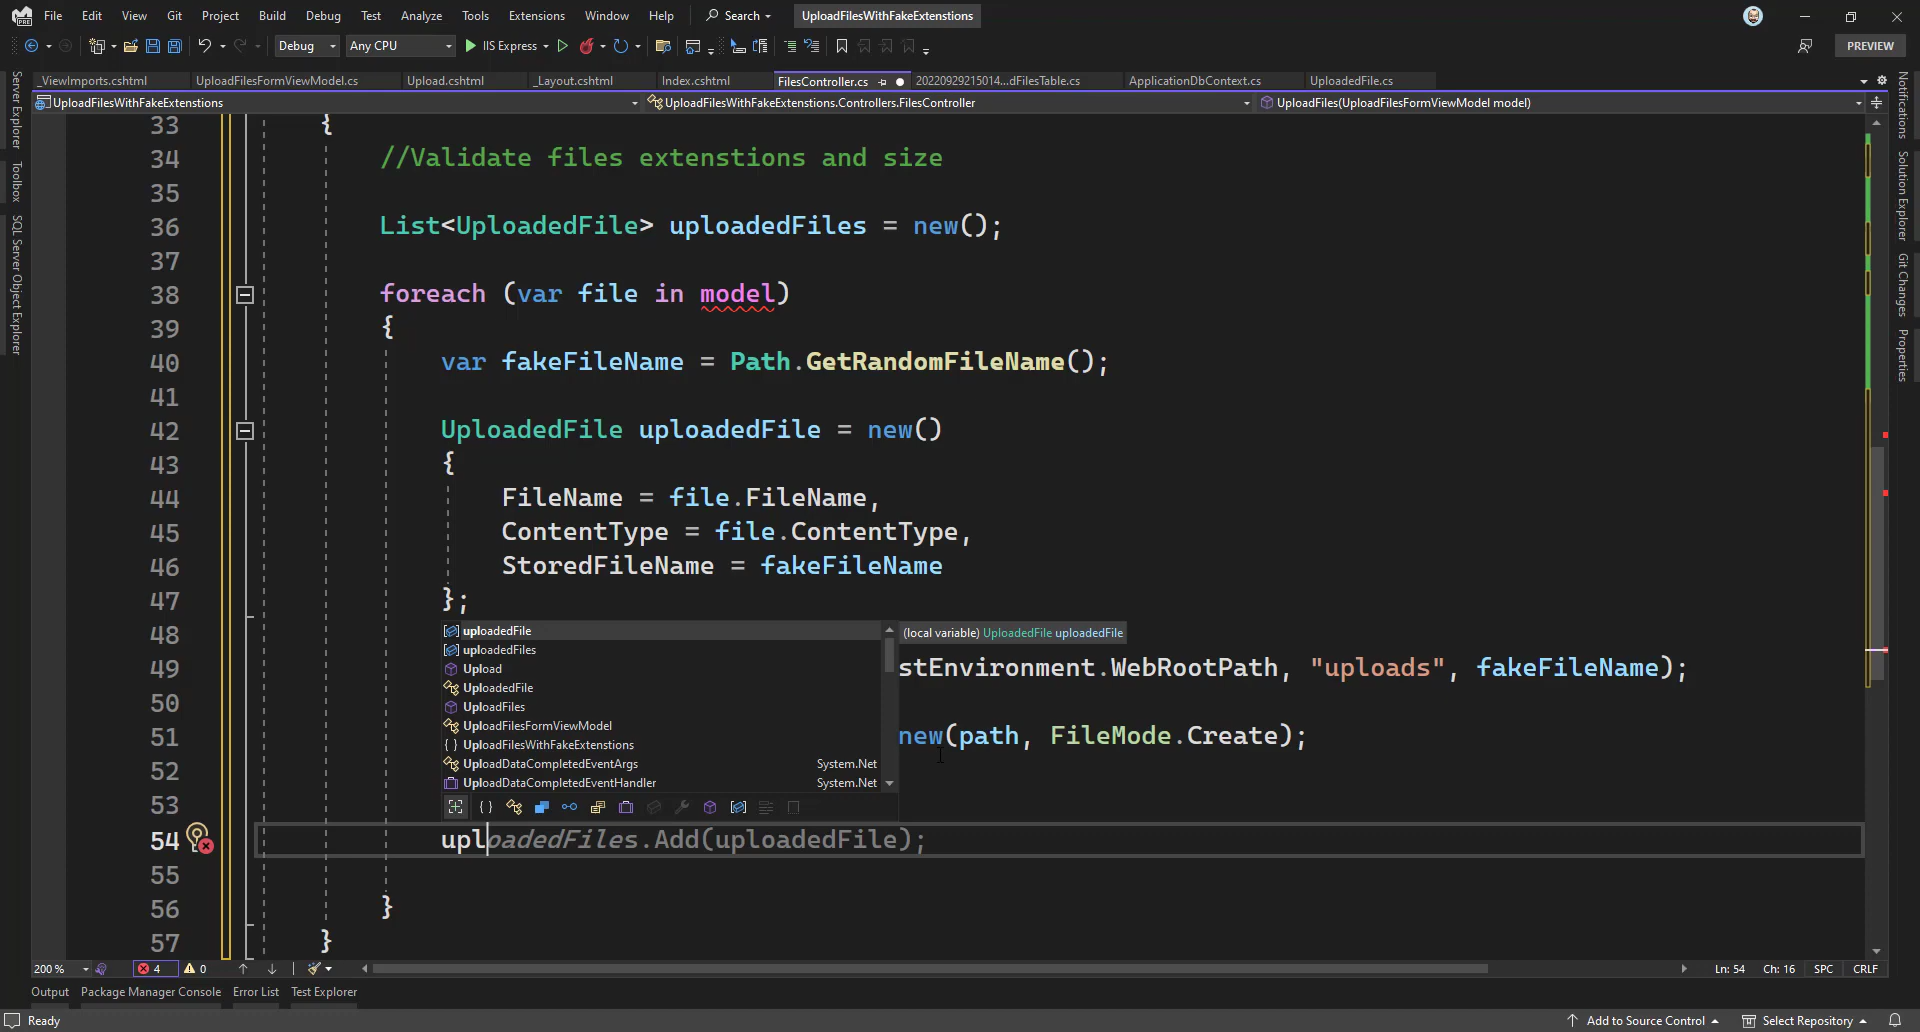 File Edit View Git Project Build Debug Test Analyze Tools Extensions Window Help Search UploadFilesWithFakeExtenstions
PRE
Debug Any CPU IIS Express PREVIEW
_ViewImports.cshtml UploadFilesFormViewModel.cs Upload.cshtml _Layout.cshtml Index.cshtml FilesController.cs 20220929215014...dFilesTable.cs ApplicationDbContext.cs UploadedFile.cs
UploadFilesWithFakeExtenstions UploadFilesWithFakeExtenstions.Controllers.FilesController UploadFiles(UploadFilesFormViewModel model)
Server Explorer
Toolbox
SQL Server Object Explorer
Notifications
Solution Explorer
Git Changes
Properties
33 {
34 //Validate files extenstions and size
35
36 List<UploadedFile> uploadedFiles = new();
37
38 foreach (var file in model)
39 {
40 var fakeFileName = Path.GetRandomFileName();
41
42 UploadedFile uploadedFile = new()
43 {
44 FileName = file.FileName,
45 ContentType = file.ContentType,
46 StoredFileName = fakeFileName
47 };
48
uploadedFile (local variable) UploadedFile uploadedFile
uploadedFiles
49 stEnvironment.WebRootPath, "uploads", fakeFileName);
Upload
UploadedFile
50
UploadFiles
UploadFilesFormViewModel
51 new(path, FileMode.Create);
UploadFilesWithFakeExtenstions
UploadDataCompletedEventArgs System.Net
52
UploadDataCompletedEventHandler System.Net
53
54 uploadedFiles.Add(uploadedFile);
55
56 }
57 }
200 % 4 0 Ln: 54 Ch: 16 SPC CRLF
Output Package Manager Console Error List Test Explorer
Ready Add to Source Control Select Repository